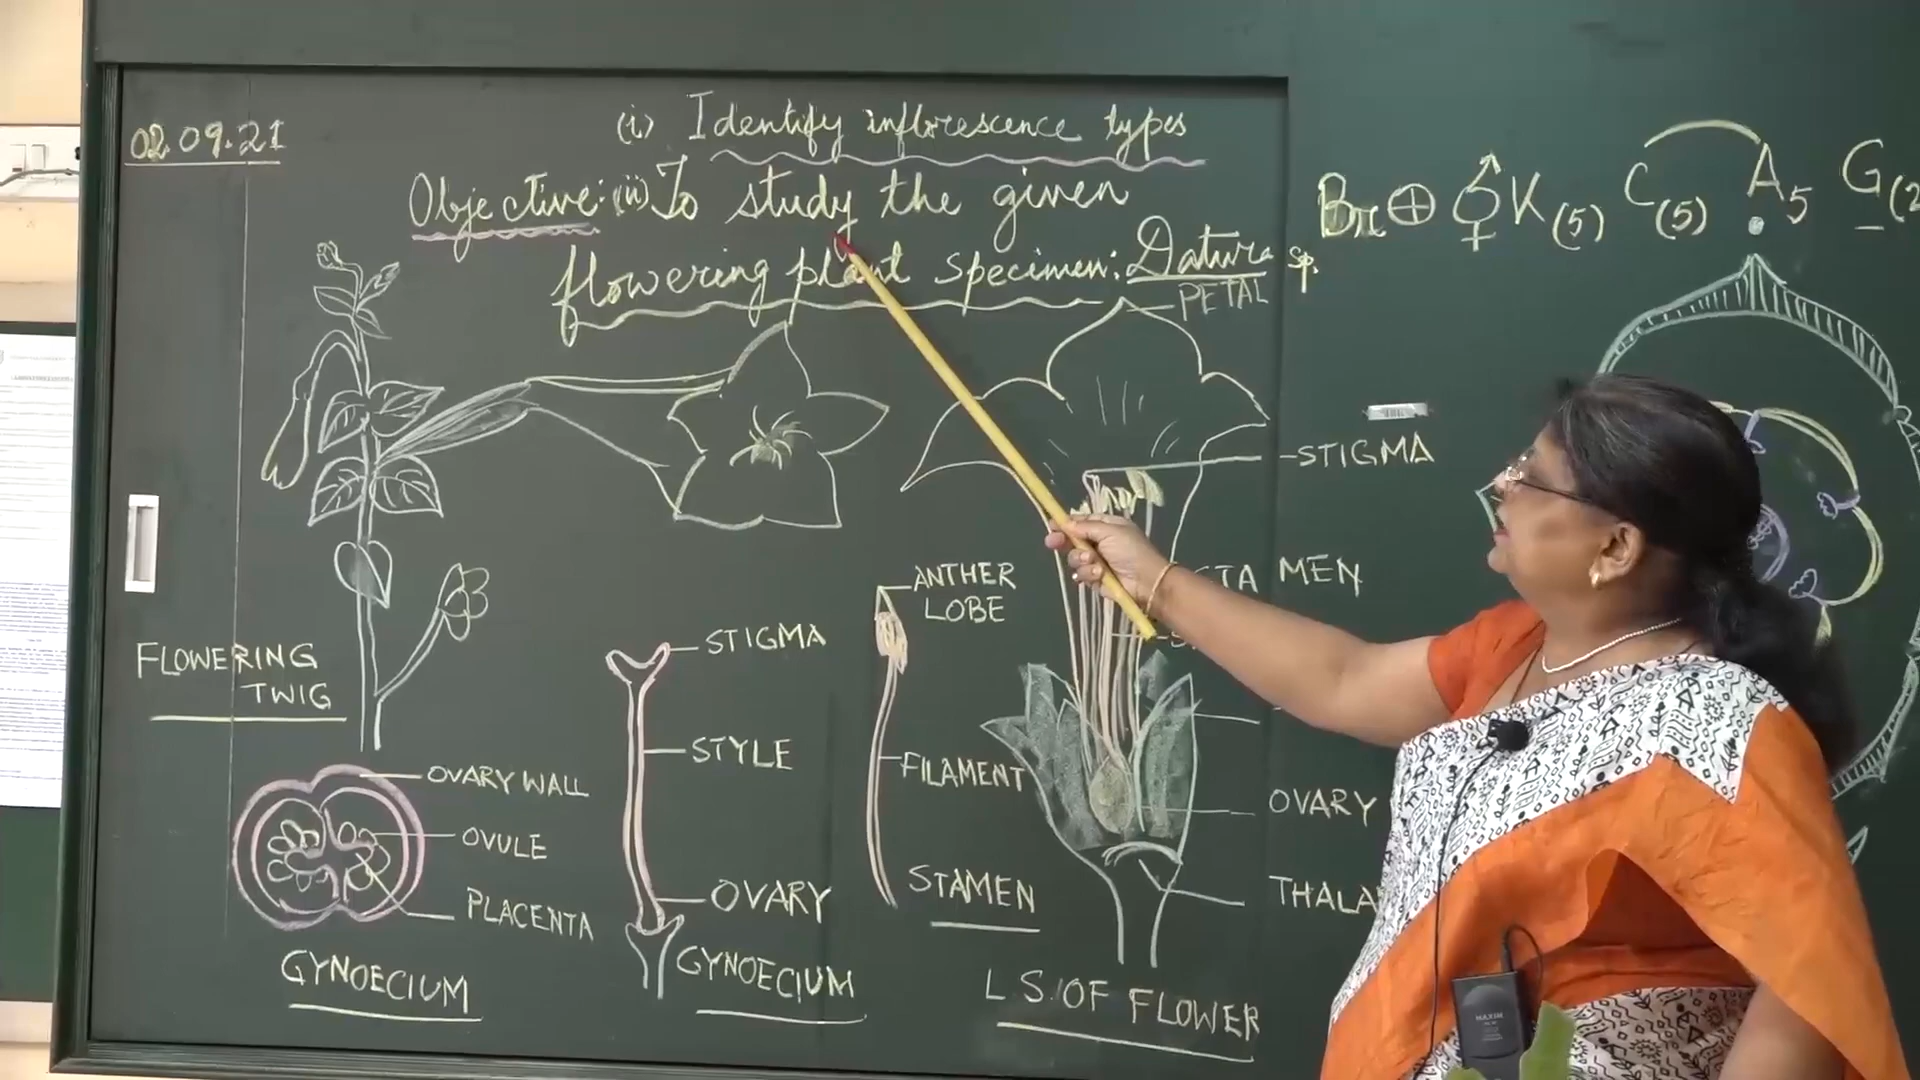 02.09.21
(i) Identify inflorescence types
Objective: (ii) To study the given
flowering plant specimen: Datura sp.
Br ⊕ ⚥ K(5) C(5) A5 G(2
PETAL
STIGMA
STAMEN
ANTHER
LOBE
STIGMA
FLOWERING
TWIG
STYLE
FILAMENT
OVARY WALL
OVULE
PLACENTA
OVARY
STAMEN
OVARY
THALA
GYNOECIUM
GYNOECIUM
L.S. OF FLOWER
MAXIM